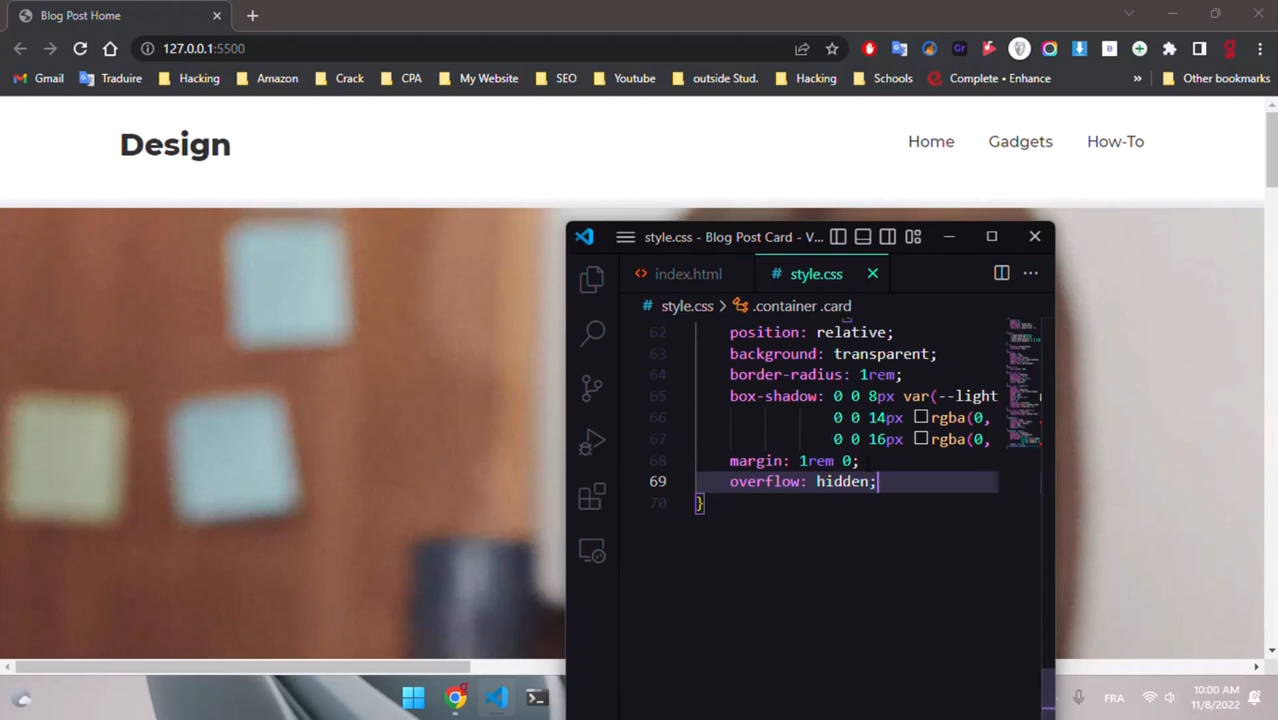 Blog Post Home
127.0.0.1:5500
Gmail Traduire Hacking Amazon Crack CPA My Website SEO Youtube outside Stud. Hacking Schools Complete • Enhance » Other bookmarks
Design
Home Gadgets How-To
style.css - Blog Post Card - V...
index.html # style.css
# style.css > .container .card
62 position: relative;
63 background: transparent;
64 border-radius: 1rem;
65 box-shadow: 0 0 8px var(--light
66 0 0 14px rgba(0,
67 0 0 16px rgba(0,
68 margin: 1rem 0;
69 overflow: hidden;
70 }
FRA
10:00 AM
11/8/2022